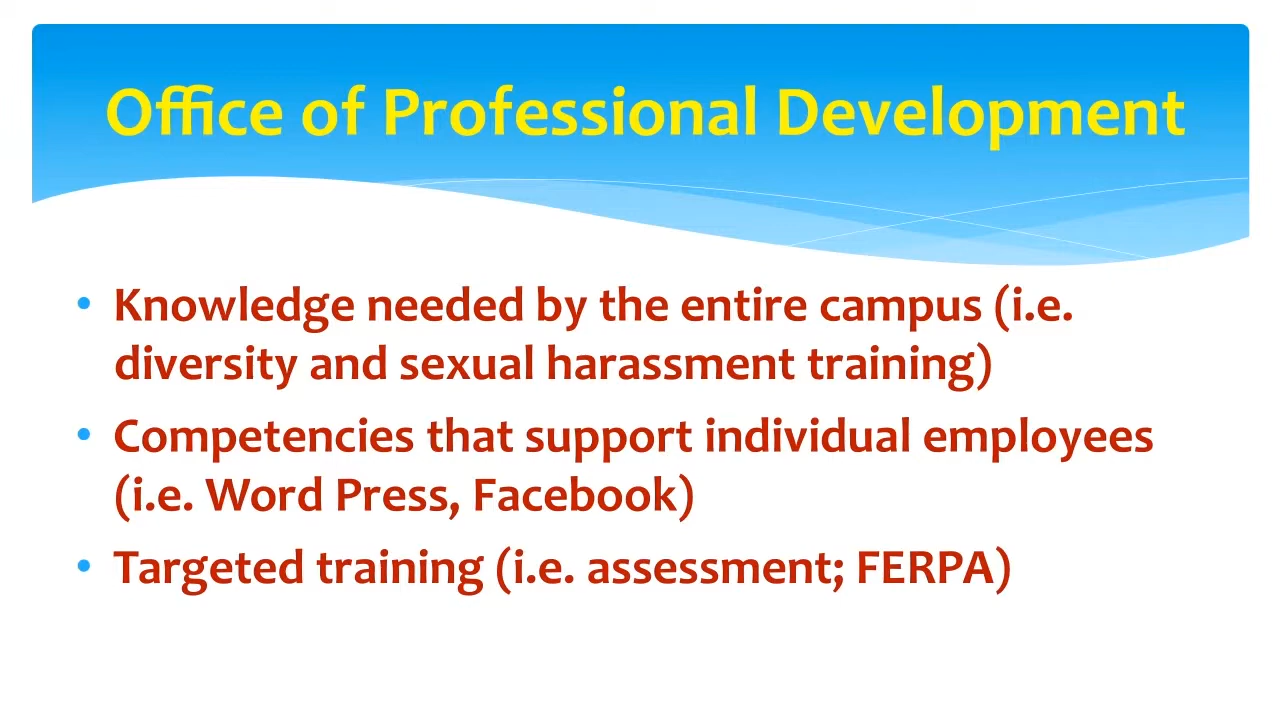 Office of Professional Development
• Knowledge needed by the entire campus (i.e.
diversity and sexual harassment training)
• Competencies that support individual employees
(i.e. Word Press, Facebook)
• Targeted training (i.e. assessment; FERPA)